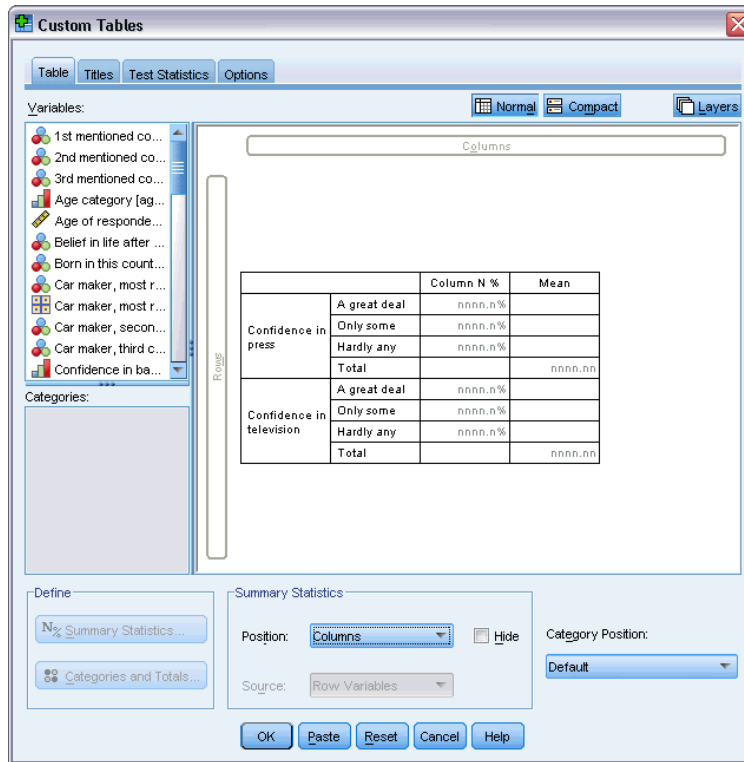 Custom Tables
Table Titles Test Statistics Options
Variables:
Normal Compact Layers
1st mentioned co...
2nd mentioned co...
3rd mentioned co...
Age category [ag...
Age of responde...
Belief in life after ...
Born in this count...
Car maker, most r...
Car maker, most r...
Car maker, secon...
Car maker, third c...
Confidence in ba...
Categories:
Columns
Rows
Column N % Mean
Confidence in press
A great deal nnnn.n%
Only some nnnn.n%
Hardly any nnnn.n%
Total nnnn.nn
Confidence in television
A great deal nnnn.n%
Only some nnnn.n%
Hardly any nnnn.n%
Total nnnn.nn
Define
N% Summary Statistics...
Categories and Totals...
Summary Statistics
Position: Columns Hide
Source: Row Variables
Category Position:
Default
OK Paste Reset Cancel Help